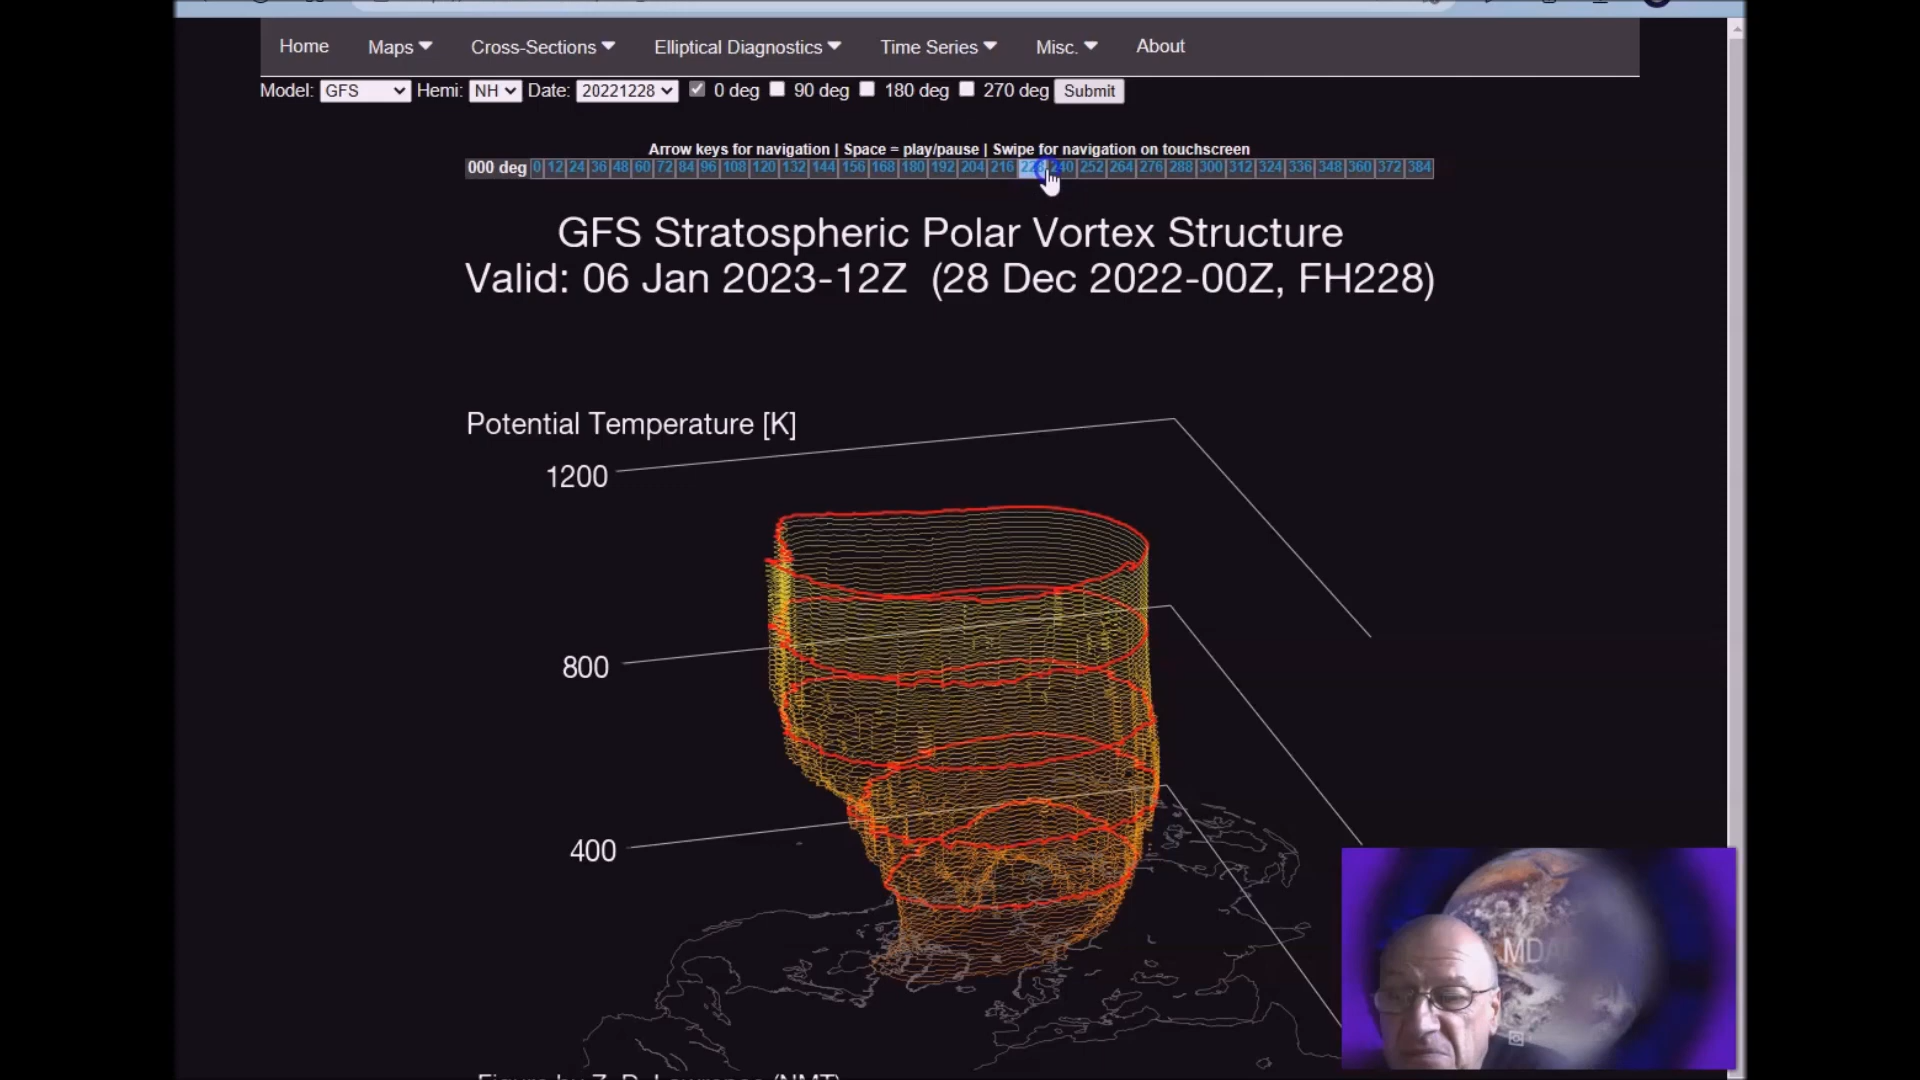 Home Maps Cross-Sections Elliptical Diagnostics Time Series Misc. About
Model: GFS Hemi: NH Date: 20221228 0 deg 90 deg 180 deg 270 deg Submit
Arrow keys for navigation | Space = play/pause | Swipe for navigation on touchscreen
000 deg 0 12 24 36 48 60 72 84 96 108 120 132 144 156 168 180 192 204 216 228 240 252 264 276 288 300 312 324 336 348 360 372 384
GFS Stratospheric Polar Vortex Structure
Valid: 06 Jan 2023-12Z (28 Dec 2022-00Z, FH228)
Potential Temperature [K]
1200
800
400